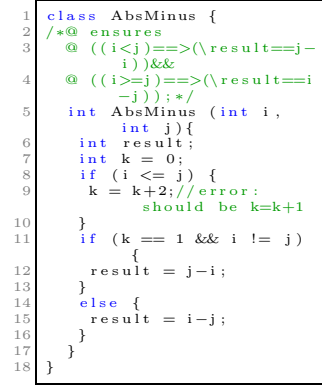 1 class AbsMinus {
2 /*@ ensures
3 @ ((i<j)==>(\result==j-
i))&&
4 @ ((i>=j)==>(\result==i
-j));*/
5 int AbsMinus (int i,
int j){
6 int result;
7 int k = 0;
8 if (i <= j) {
9 k = k+2;//error:
should be k=k+1
10 }
11 if (k == 1 && i != j)
{
12 result = j-i;
13 }
14 else {
15 result = i-j;
16 }
17 }
18 }